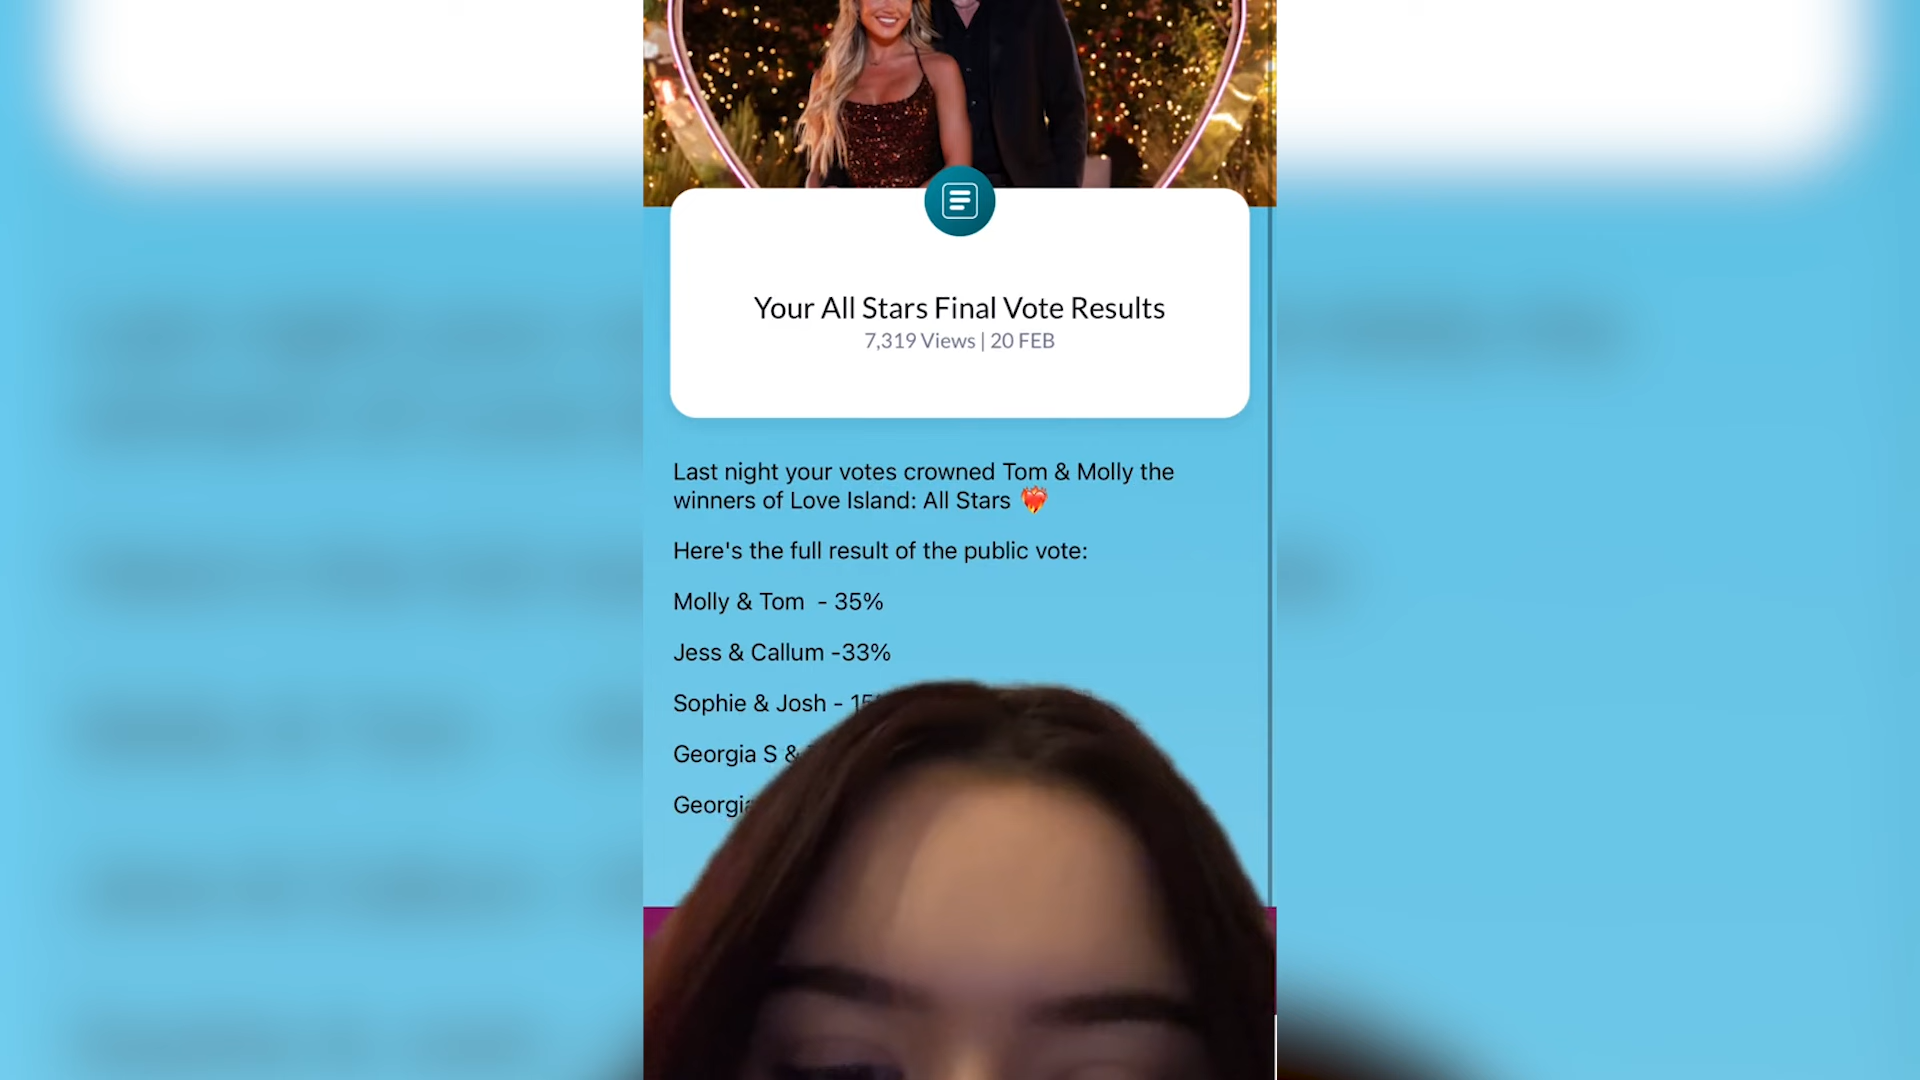 Your All Stars Final Vote Results
7,319 Views | 20 FEB
Last night your votes crowned Tom & Molly the
winners of Love Island: All Stars ❤️‍🔥
Here's the full result of the public vote:
Molly & Tom - 35%
Jess & Callum -33%
Sophie & Josh -
Georgia S &